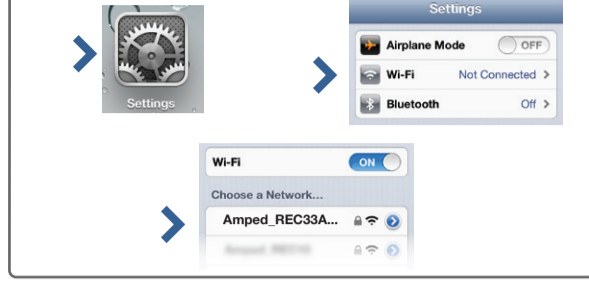 Settings
Settings
Airplane Mode OFF
Wi-Fi Not Connected
Bluetooth Off
Wi-Fi ON
Choose a Network...
Amped_REC33A...